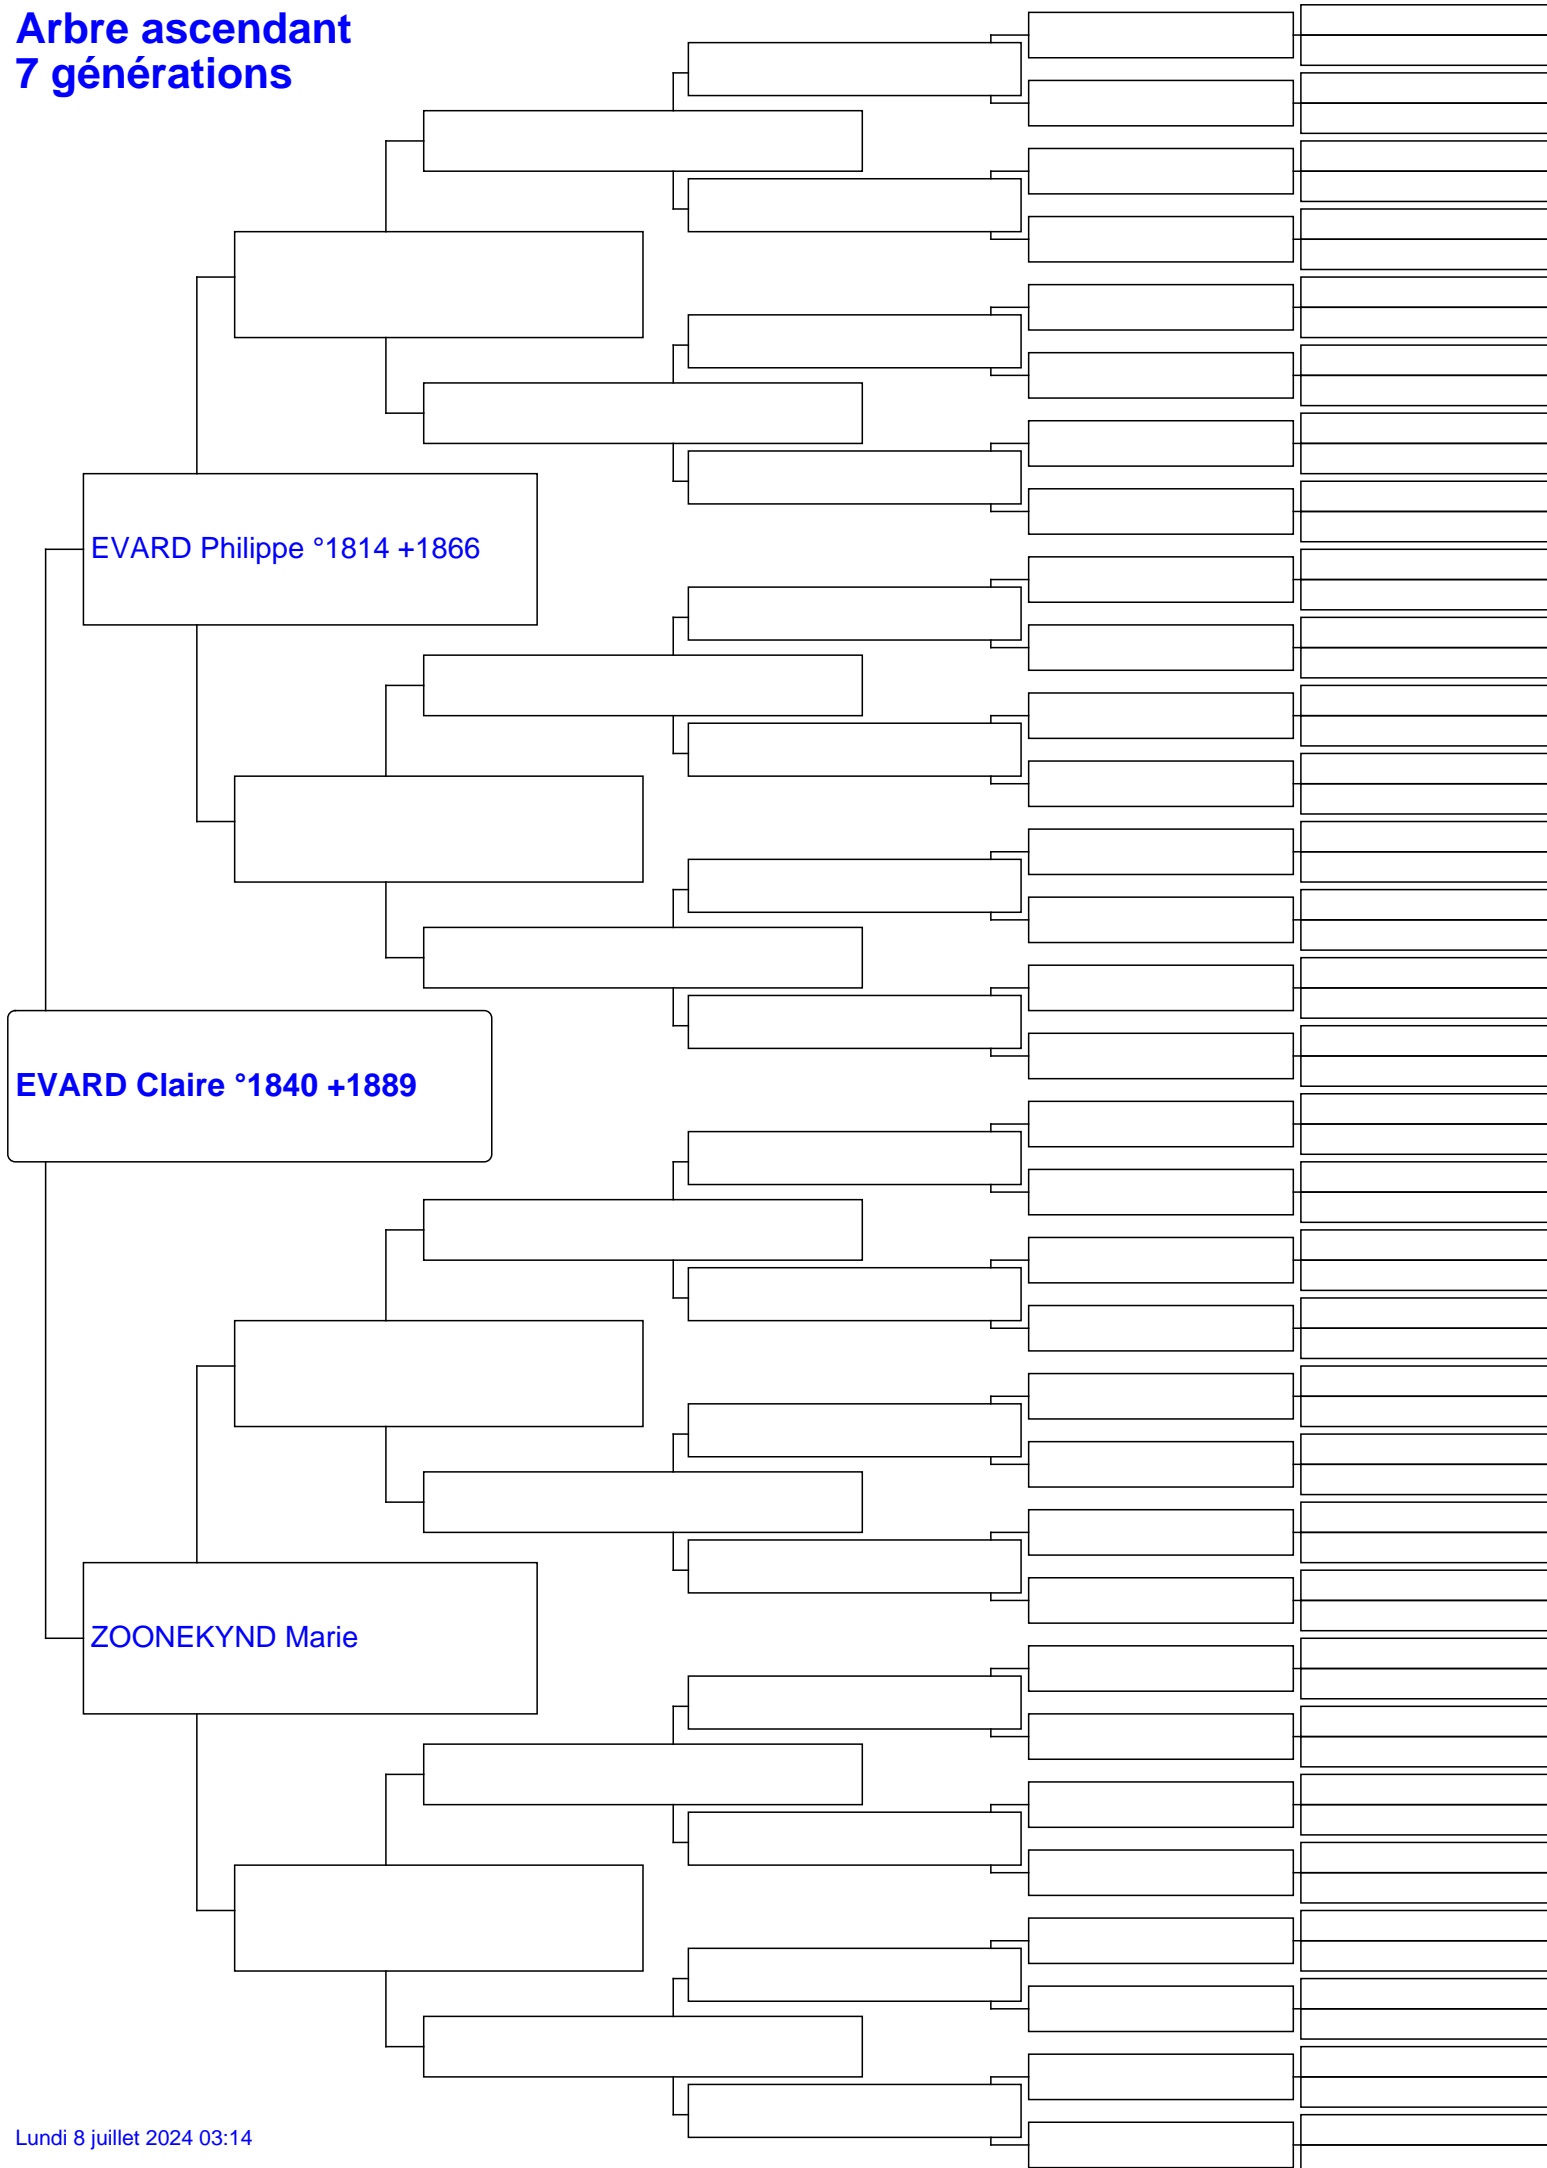 Arbre ascendant
7 générations
EVARD Philippe °1814 +1866
EVARD Claire °1840 +1889
ZOONEKYND Marie
Lundi 8 juillet 2024 03:14